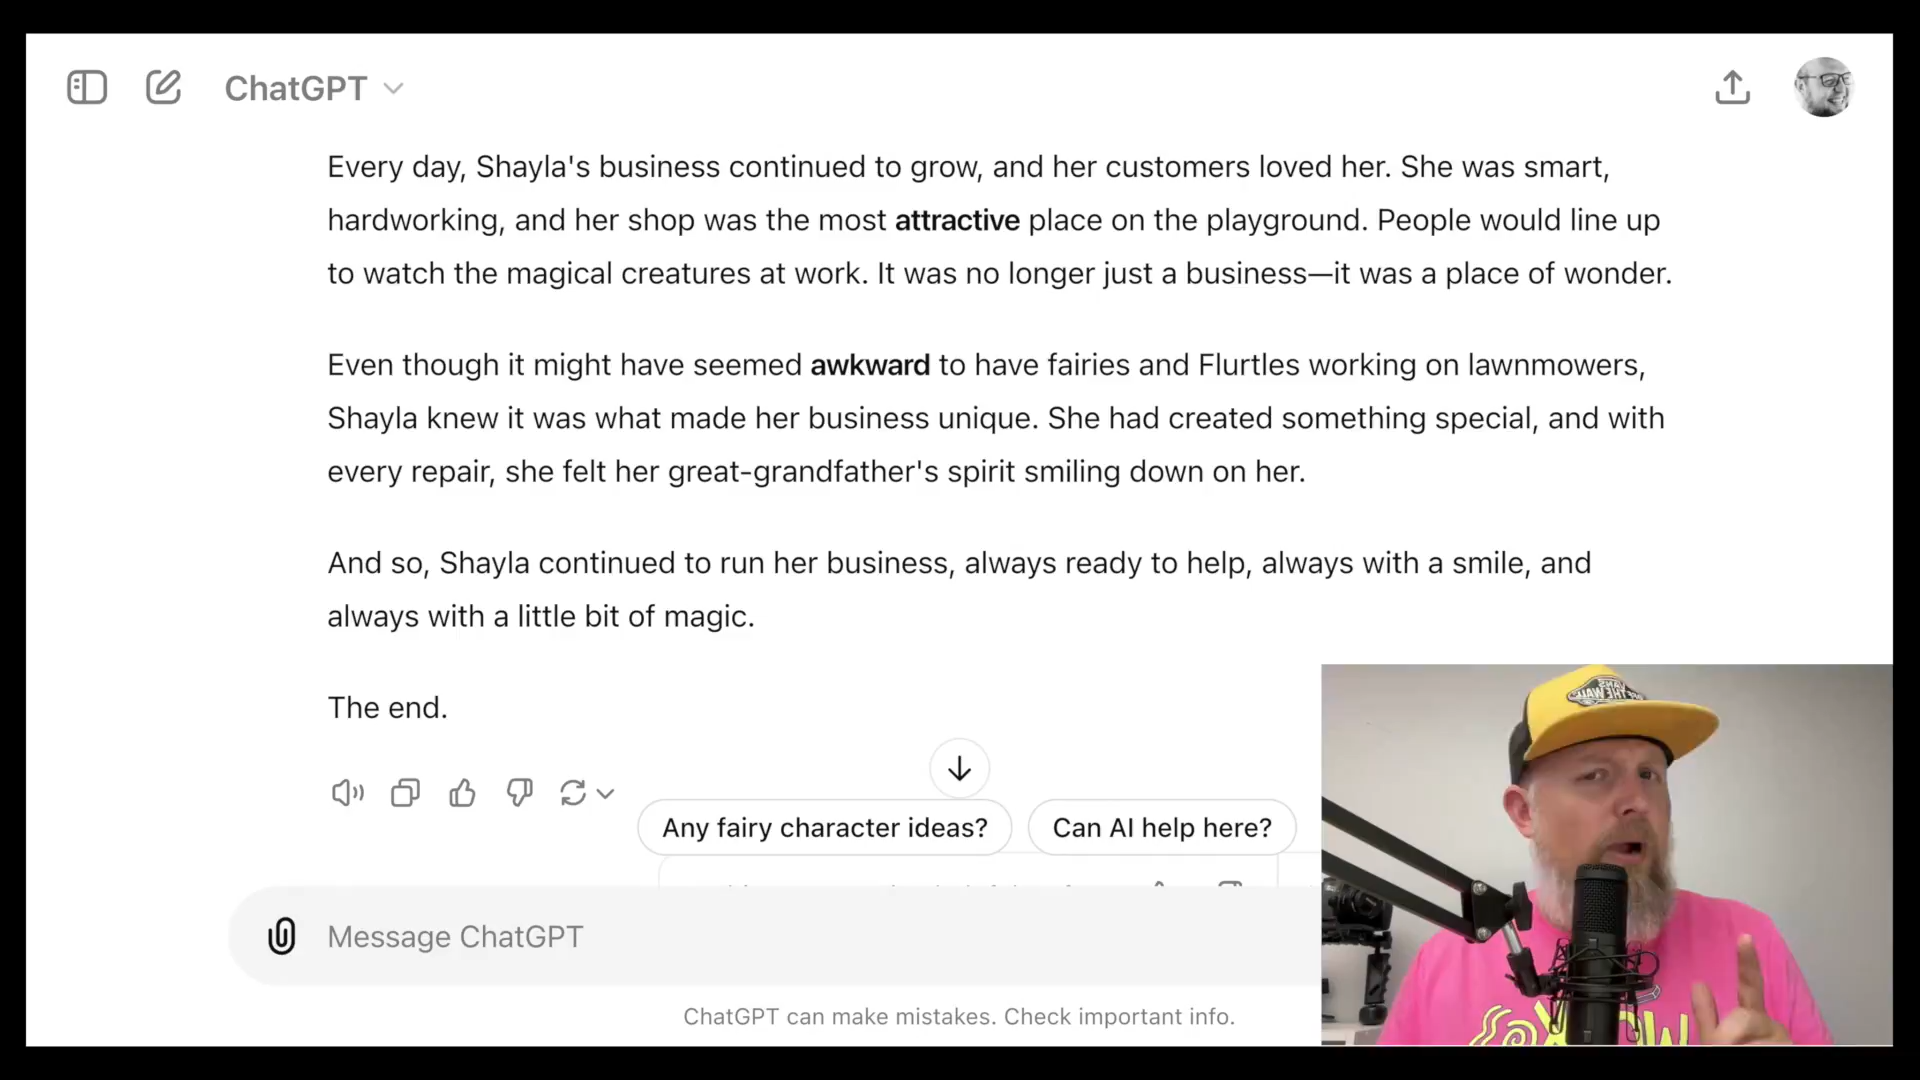 ChatGPT
Every day, Shayla's business continued to grow, and her customers loved her. She was smart,
hardworking, and her shop was the most attractive place on the playground. People would line up
to watch the magical creatures at work. It was no longer just a business—it was a place of wonder.
Even though it might have seemed awkward to have fairies and Flurtles working on lawnmowers,
Shayla knew it was what made her business unique. She had created something special, and with
every repair, she felt her great-grandfather's spirit smiling down on her.
And so, Shayla continued to run her business, always ready to help, always with a smile, and
always with a little bit of magic.
The end.
Any fairy character ideas?
Can AI help here?
Message ChatGPT
ChatGPT can make mistakes. Check important info.
VANS
"OFF THE WALL"